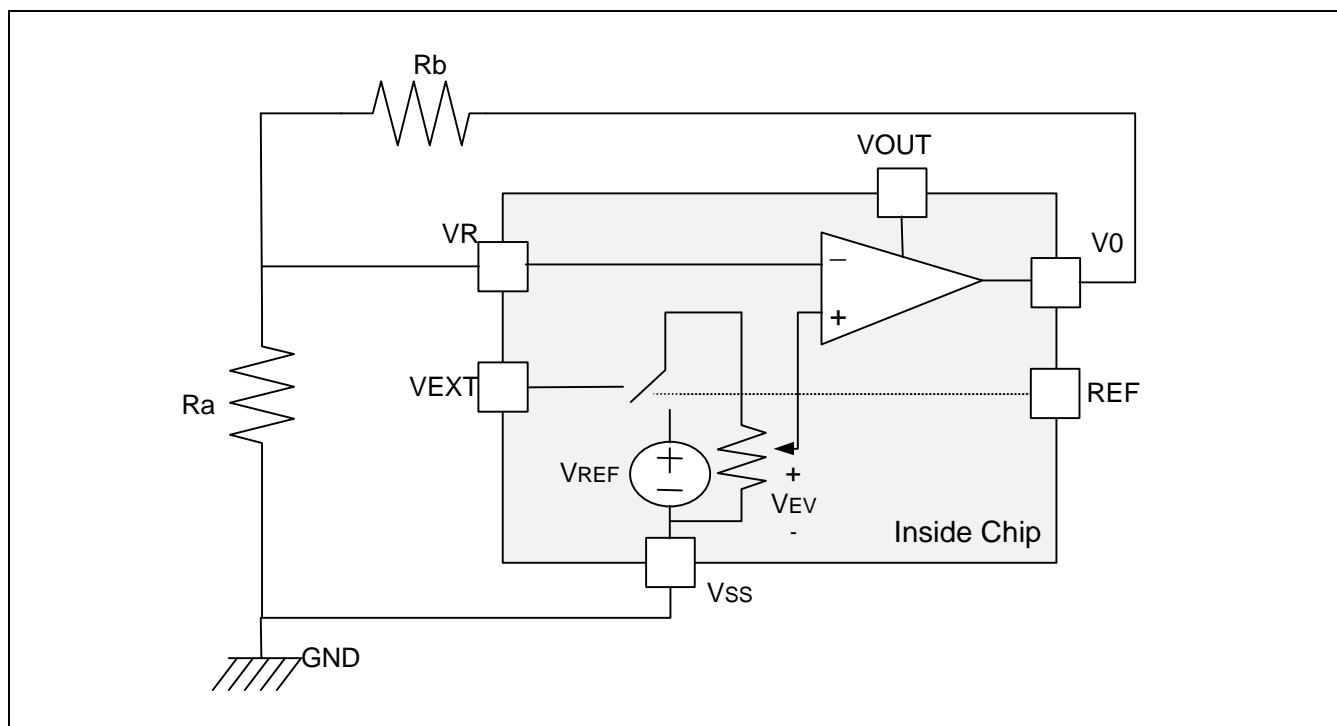 Rb
VOUT
VR
V0
−
+
VEXT
REF
Ra
+
−
VREF
+
VEV
-
Inside Chip
VSS
GND